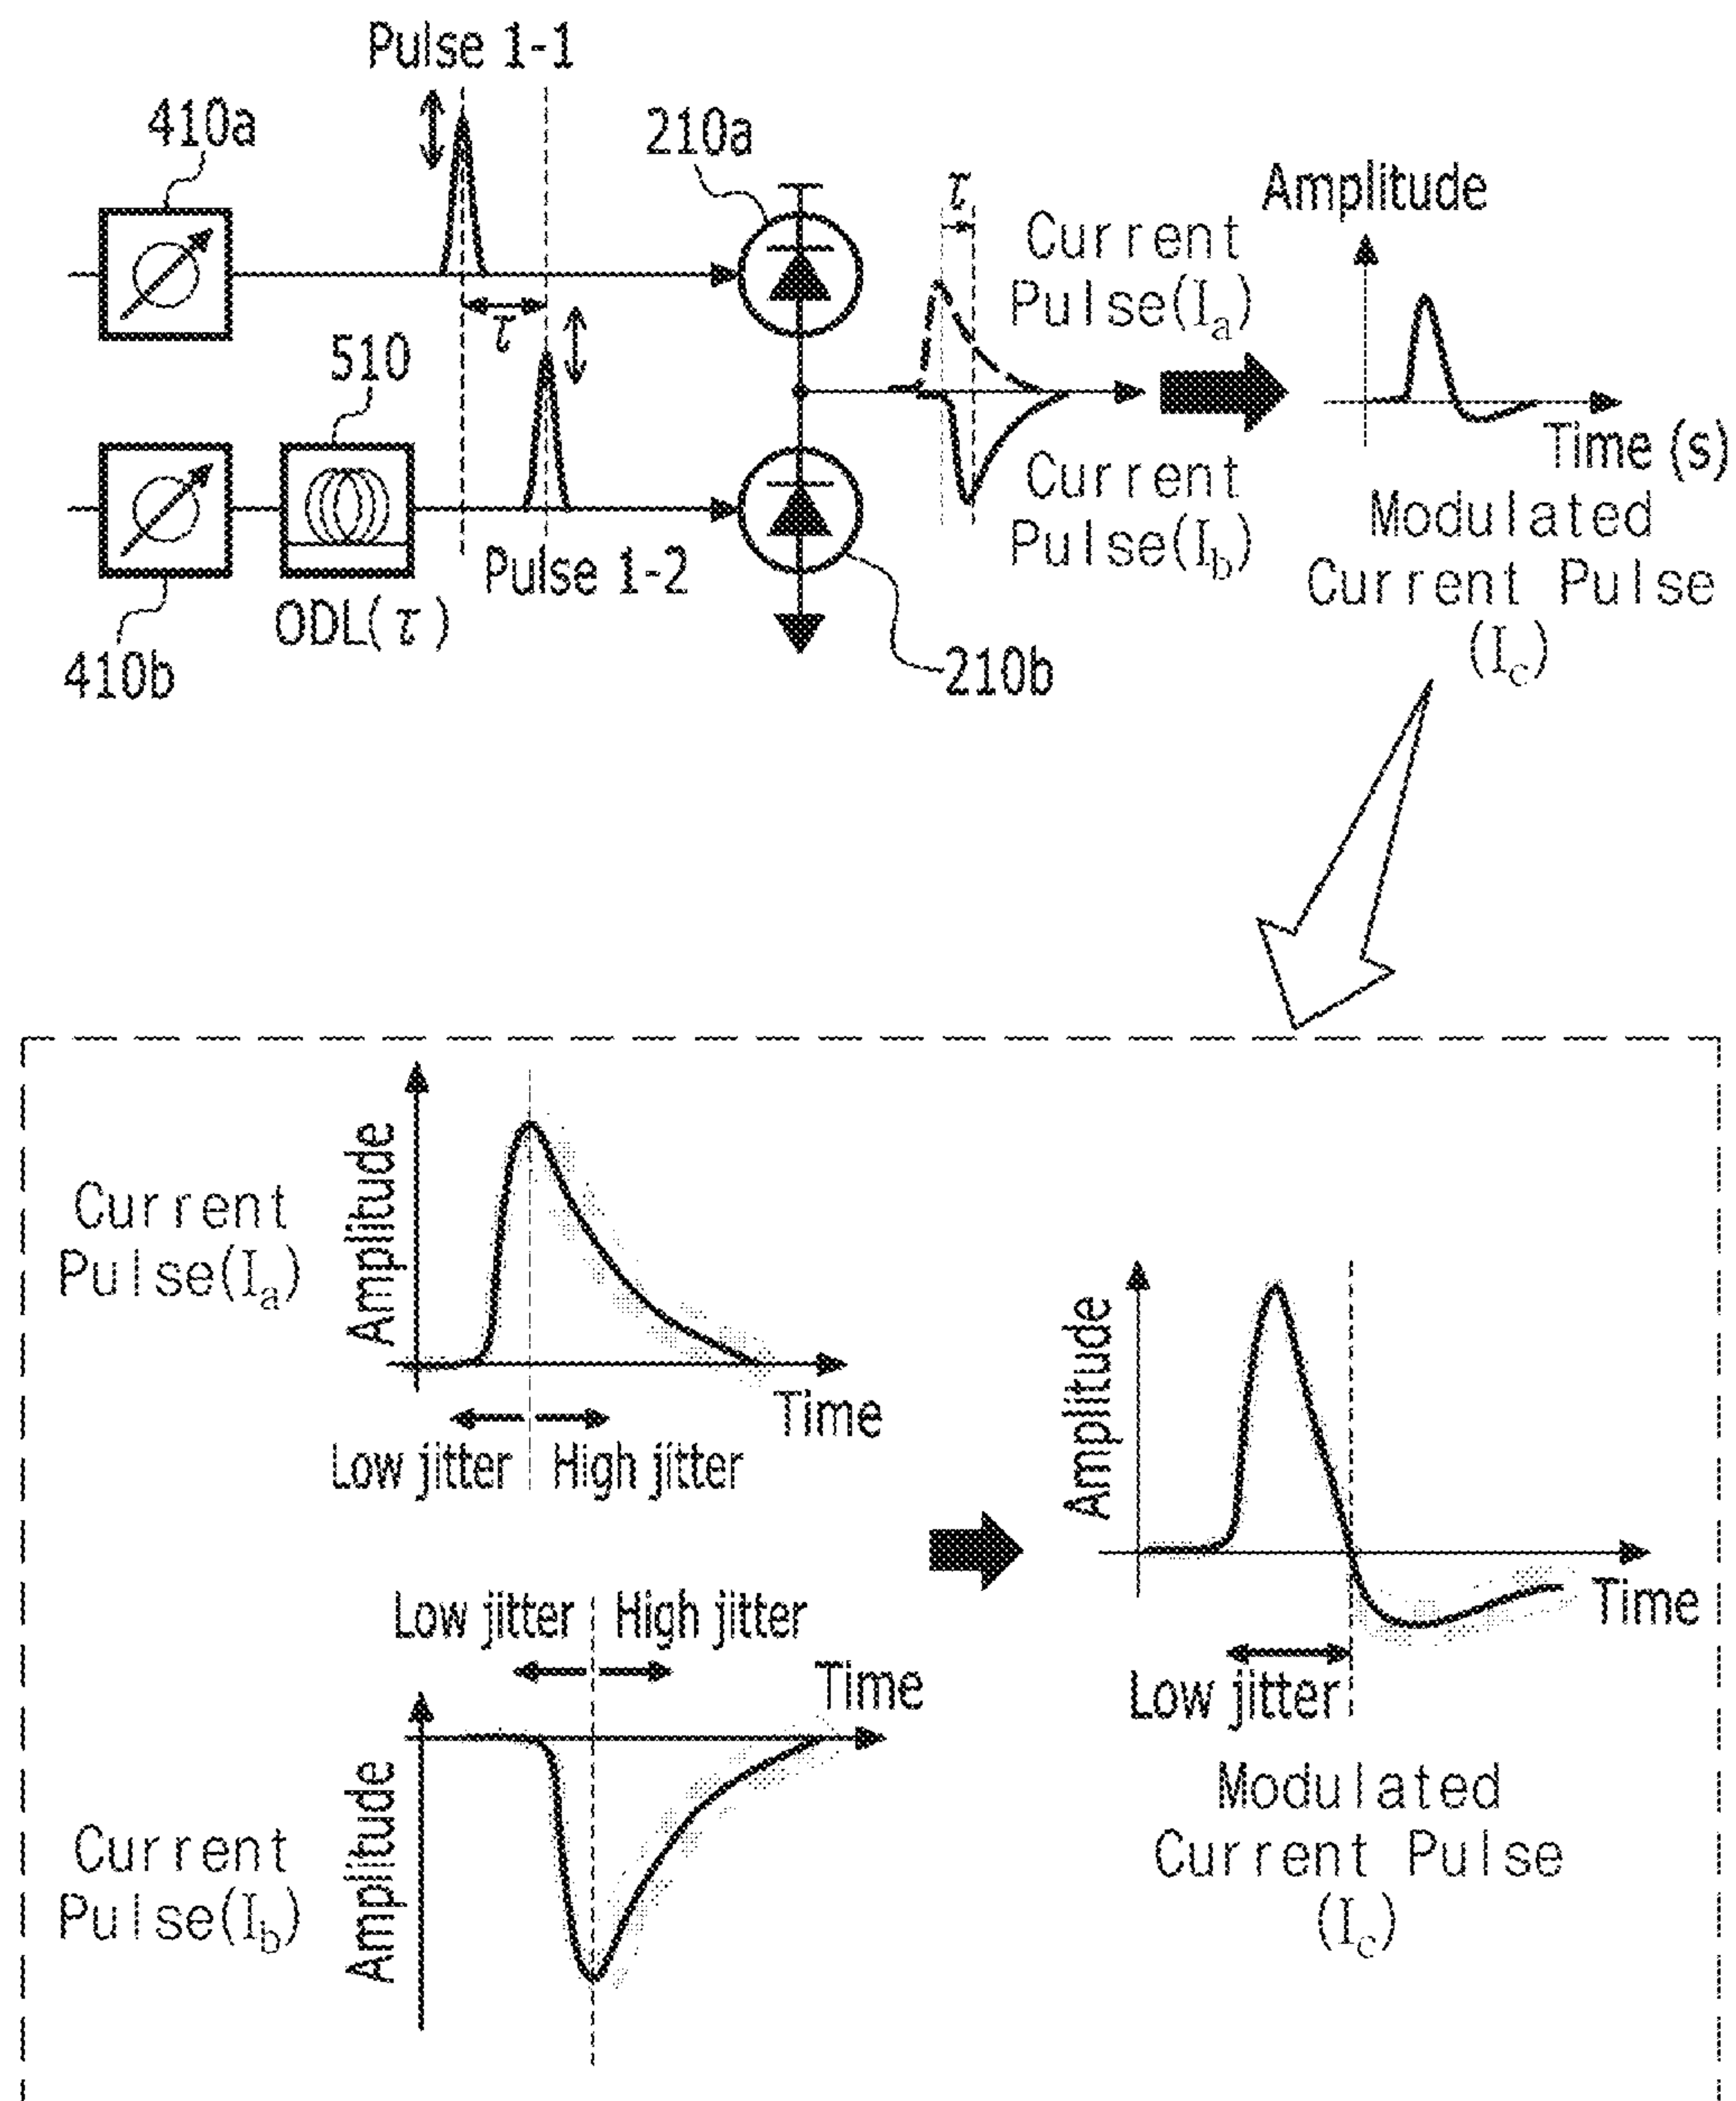 Pulse 1-1
410a
210a
τ
Current
Pulse(Ia)
Amplitude
τ
510
Time (s)
Current
Pulse(Ib)
Modulated
Current Pulse
(Ic)
Pulse 1-2
ODL(τ)
410b
210b
Current
Pulse(Ia)
Amplitude
Time
Low jitter
High jitter
Amplitude
Time
Low jitter
Modulated
Current Pulse
(Ic)
Low jitter
High jitter
Time
Current
Pulse(Ib)
Amplitude